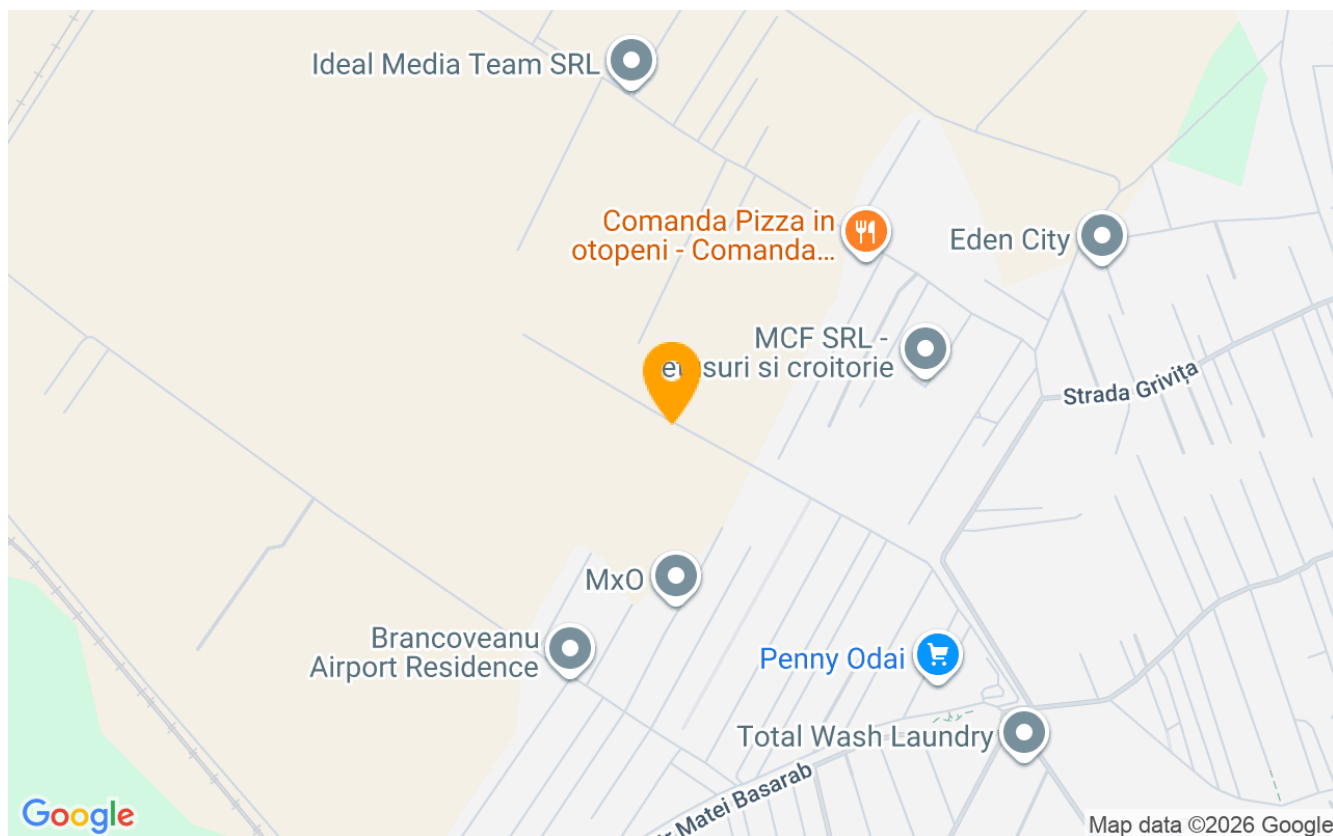 Ideal Media Team SRL
Comanda Pizza in
otopeni - Comanda...
Eden City
MCF SRL -
suri si croitorie
Strada Grivița
MxO
Brancoveanu
Airport Residence
Penny Odai
Total Wash Laundry
Matei Basarab
Google
Map data ©2026 Google